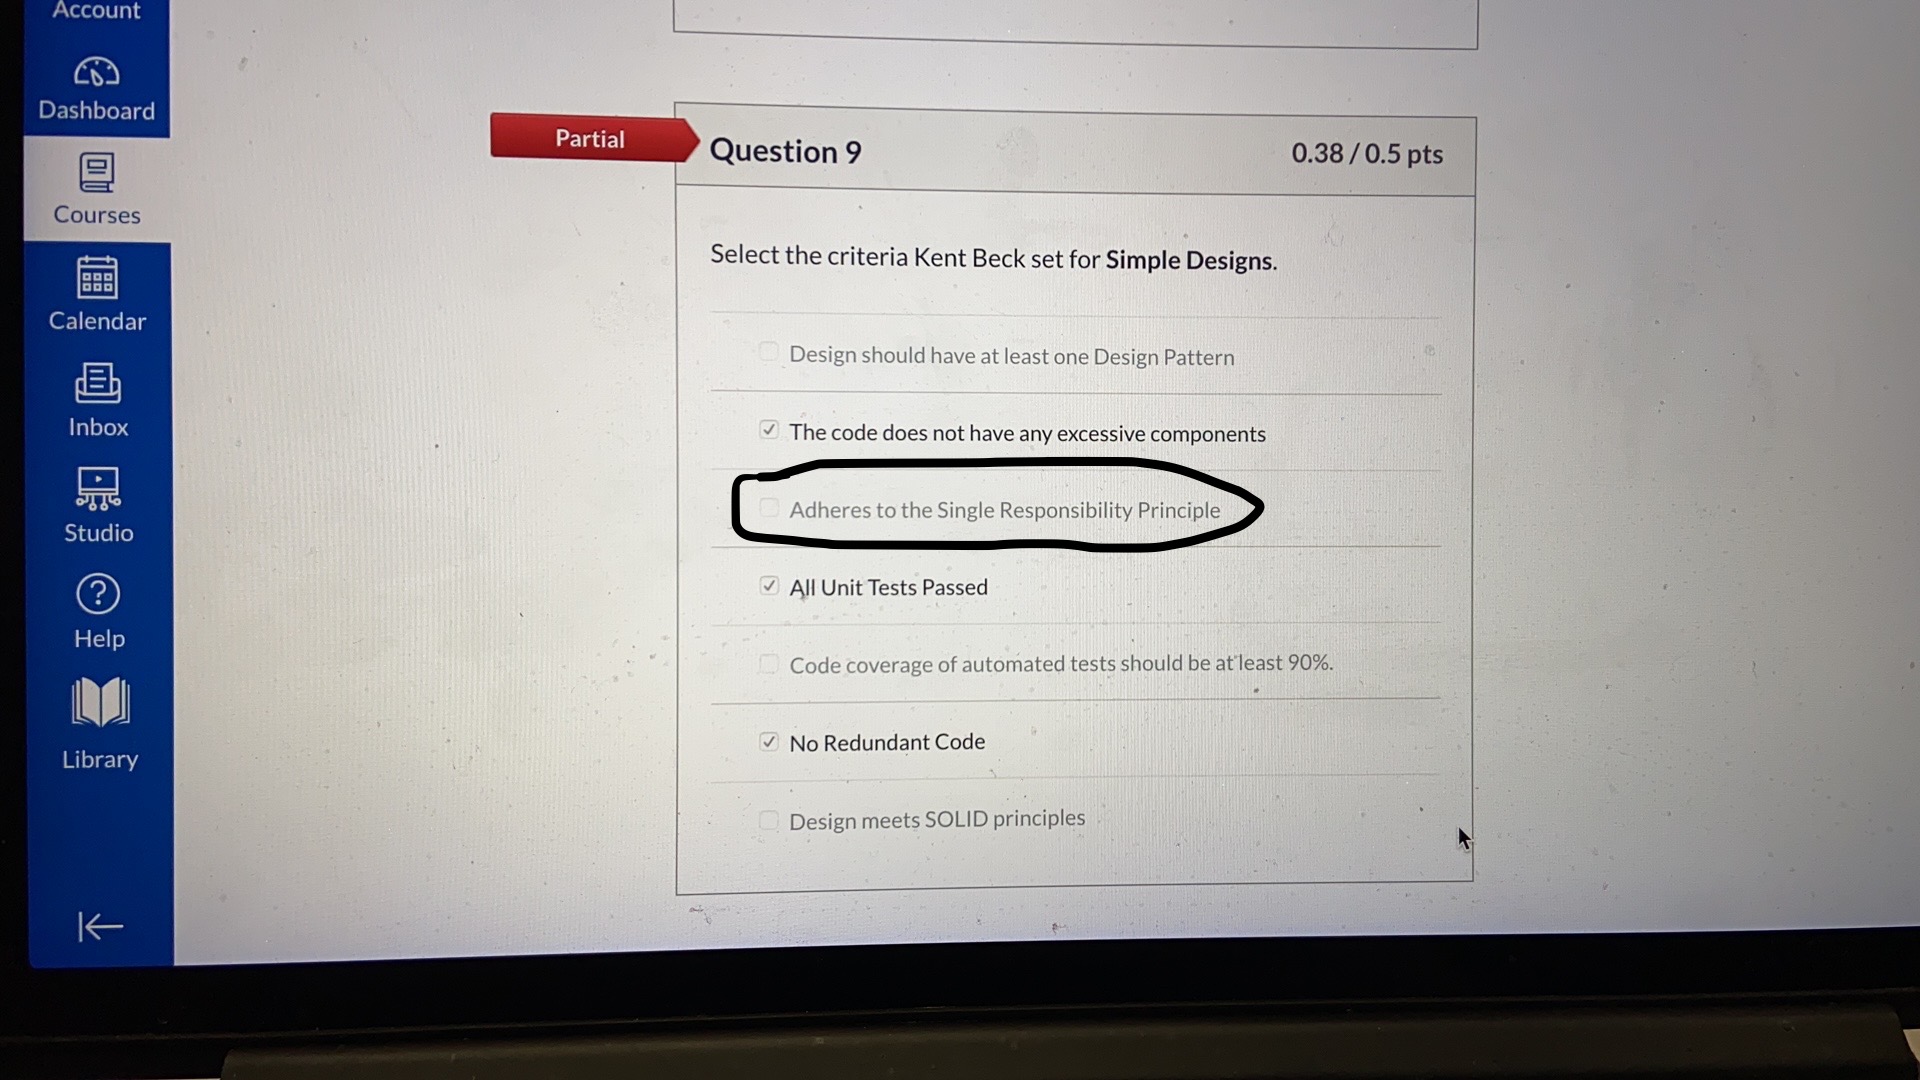 Account
Dashboard
Courses
Calendar
Inbox
Studio
Help
Library
Partial
Question 9
0.38 / 0.5 pts
Select the criteria Kent Beck set for Simple Designs.
Design should have at least one Design Pattern
The code does not have any excessive components
Adheres to the Single Responsibility Principle
All Unit Tests Passed
Code coverage of automated tests should be at least 90%.
No Redundant Code
Design meets SOLID principles